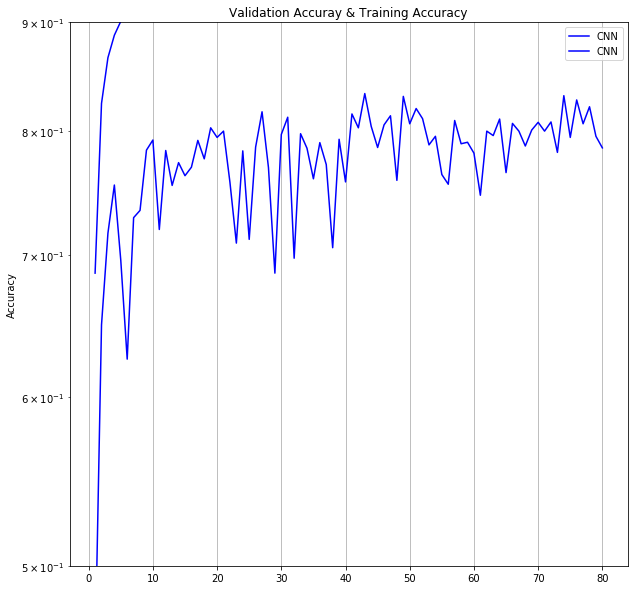 Validation Accuray & Training Accuracy
CNN
CNN
Accuracy
9 × 10⁻¹
8 × 10⁻¹
7 × 10⁻¹
6 × 10⁻¹
5 × 10⁻¹
0 10 20 30 40 50 60 70 80